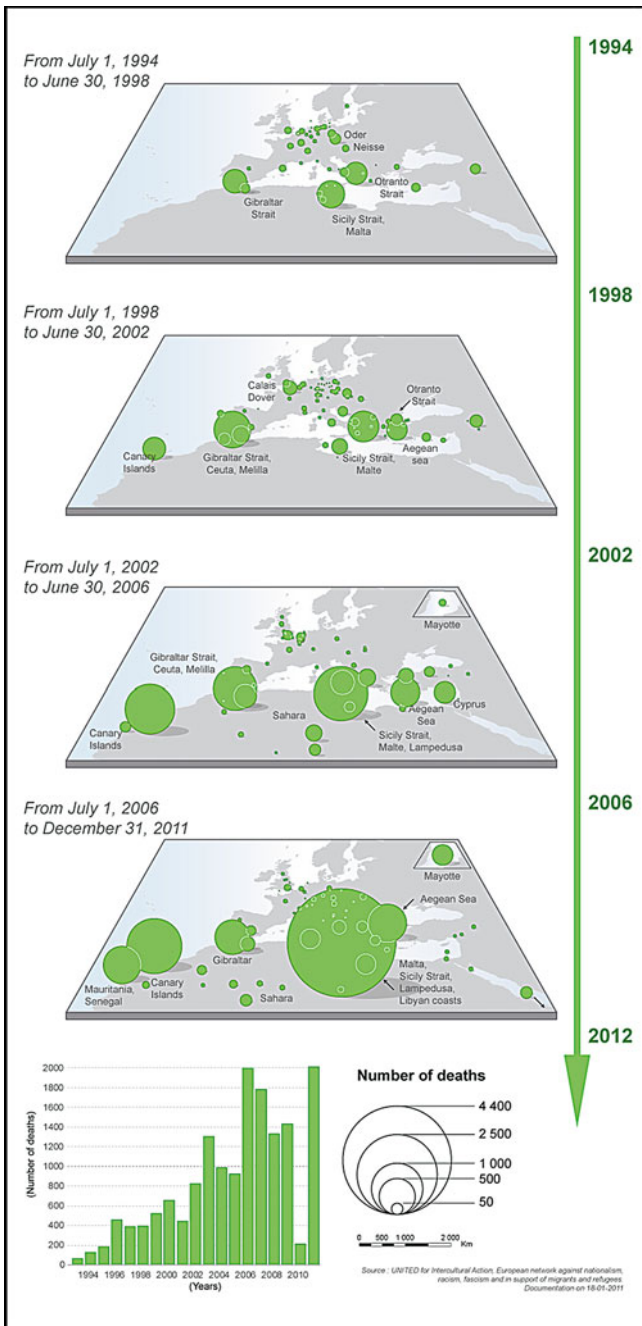 From July 1, 1994
to June 30, 1998
1994
Oder
Neisse
Gibraltar
Strait
Otranto
Strait
Sicily Strait,
Malta
1998
From July 1, 1998
to June 30, 2002
Calais
Dover
Otranto
Strait
Canary
Islands
Gibraltar Strait,
Ceuta, Melilla
Sicily Strait,
Malte
Aegean
sea
2002
From July 1, 2002
to June 30, 2006
Mayotte
Gibraltar Strait,
Ceuta, Melilla
Canary
Islands
Sahara
Aegean
Sea
Cyprus
Sicily Strait,
Malte, Lampedusa
2006
From July 1, 2006
to December 31, 2011
Mayotte
Aegean Sea
Gibraltar
Mauritania,
Senegal
Canary
Islands
Sahara
Malta,
Sicily Strait,
Lampedusa,
Libyan coasts
2012
2000
1800
1600
1400
1200
1000
800
600
400
200
0
(Number of deaths)
1994 1996 1998 2000 2002 2004 2006 2008 2010
(Years)
Number of deaths
4 400
2 500
1 000
500
50
0 500 1 000 2 000
Km
Source : UNITED for Intercultural Action, European network against nationalism,
racism, fascism and in support of migrants and refugees.
Documentation on 18-01-2011